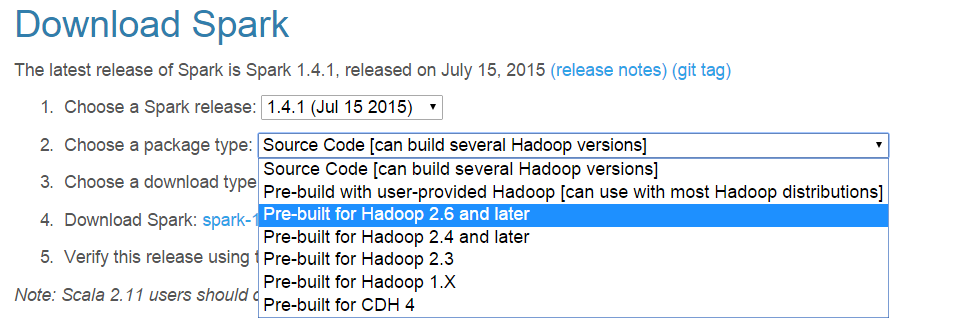 Download Spark
The latest release of Spark is Spark 1.4.1, released on July 15, 2015 (release notes) (git tag)
1. Choose a Spark release: 1.4.1 (Jul 15 2015)
2. Choose a package type: Source Code [can build several Hadoop versions]
Source Code [can build several Hadoop versions]
Pre-build with user-provided Hadoop [can use with most Hadoop distributions]
Pre-built for Hadoop 2.6 and later
Pre-built for Hadoop 2.4 and later
Pre-built for Hadoop 2.3
Pre-built for Hadoop 1.X
Pre-built for CDH 4
3. Choose a download type
4. Download Spark: spark-1
5. Verify this release using
Note: Scala 2.11 users should